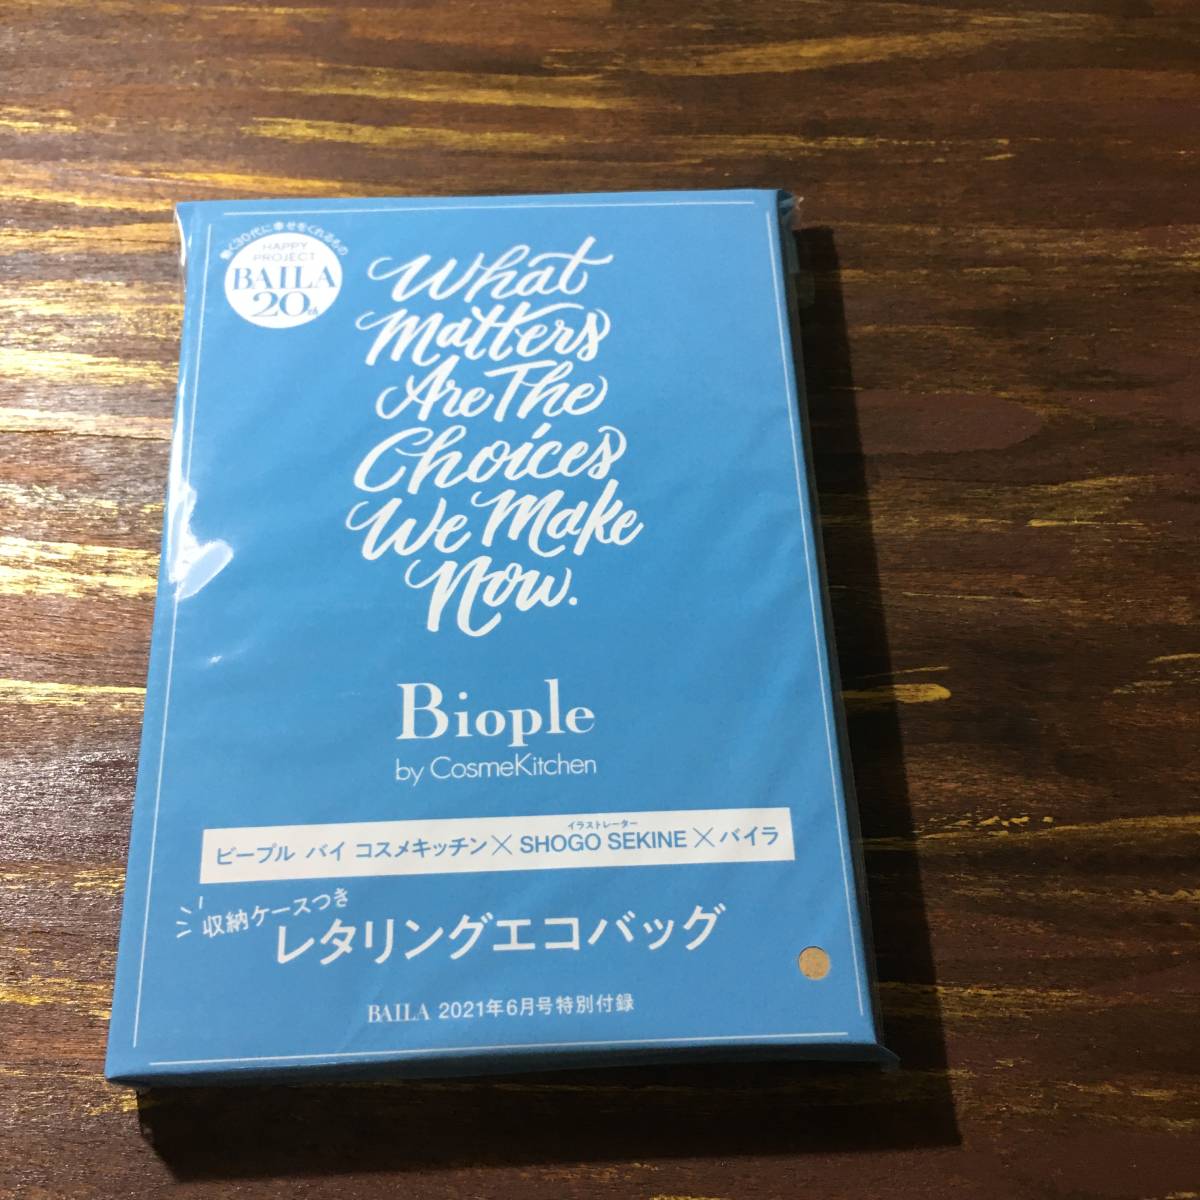 働く30代に幸せをくれるもの
HAPPY
PROJECT
BAILA
20th
What
Matters
Are The
Choices
We Make
Now.
Biople
by CosmeKitchen
イラストレーター
ビープル バイ コスメキッチン×SHOGO SEKINE×バイラ
収納ケースつき
レタリングエコバッグ
BAILA 2021年6月号特別付録